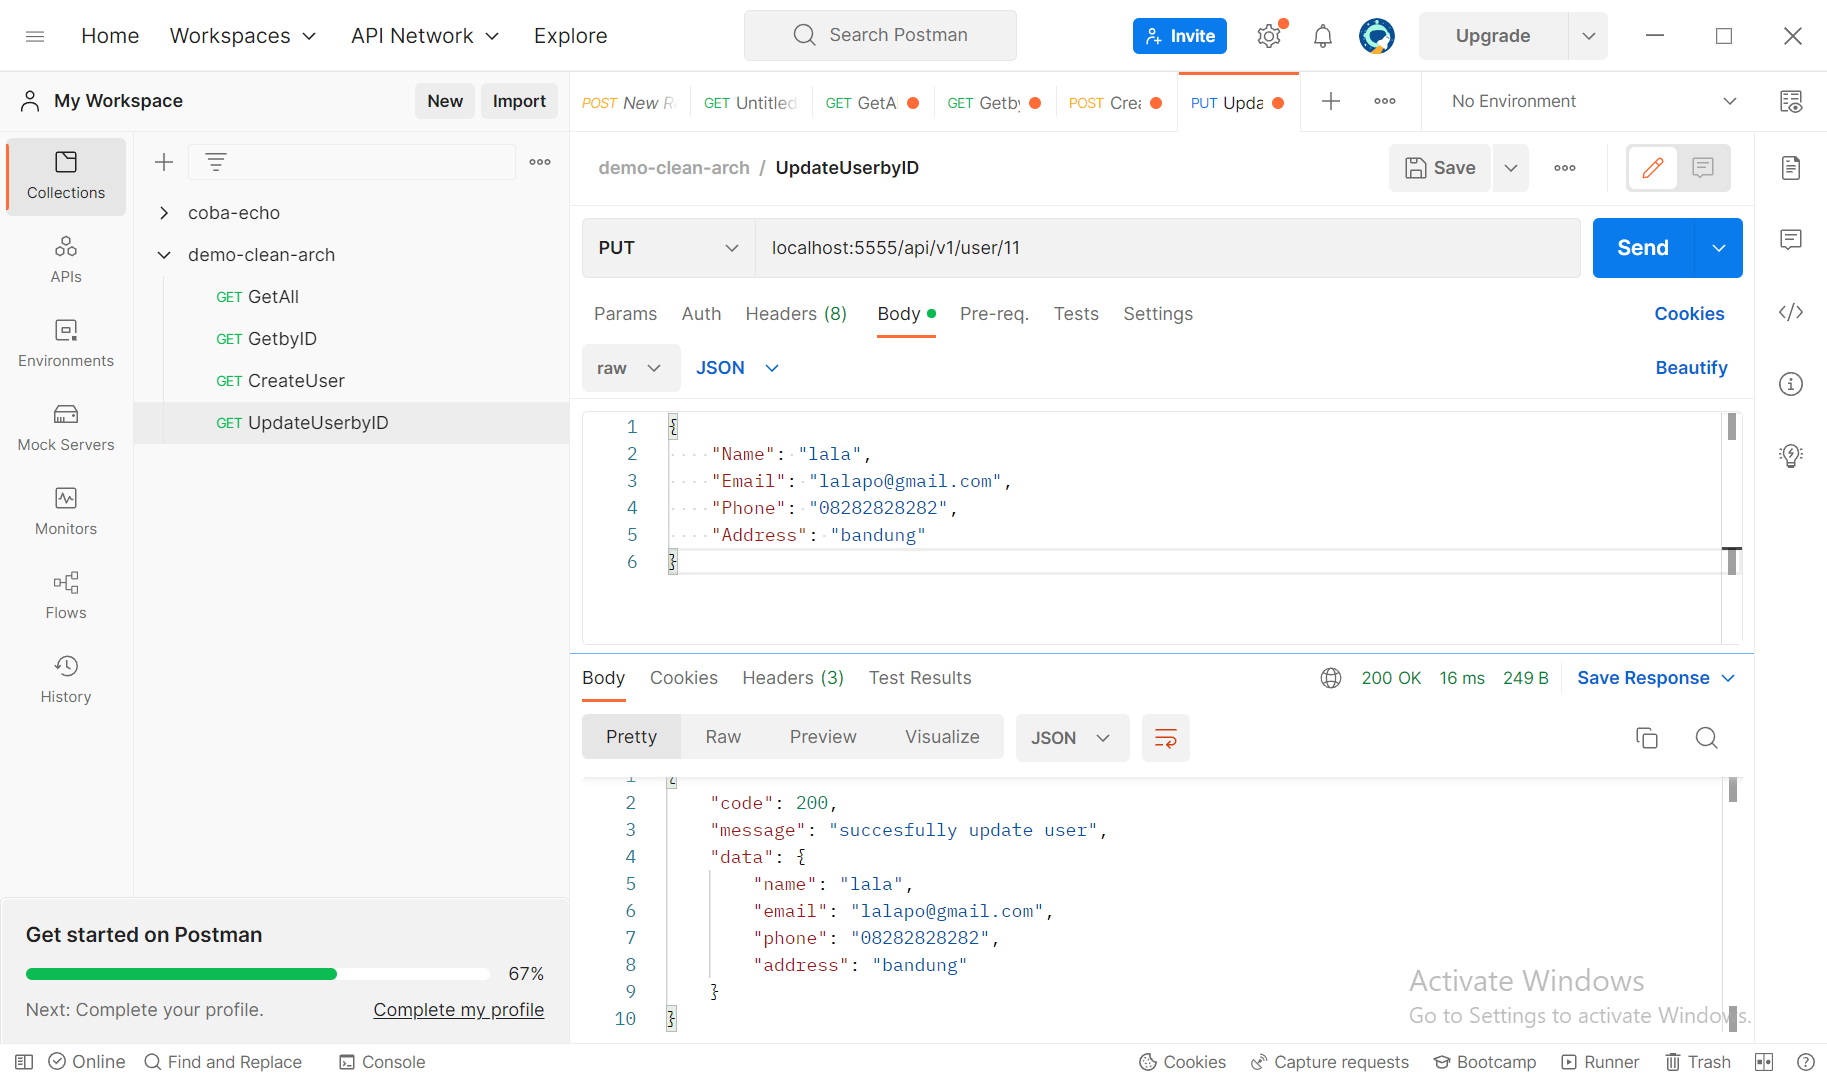 Home Workspaces API Network Explore Search Postman Invite Upgrade
My Workspace New Import
POST New R GET Untitled GET GetA GET Getby POST Crea PUT Upda No Environment
Collections
APIs
Environments
Mock Servers
Monitors
Flows
History
coba-echo
demo-clean-arch
GET GetAll
GET GetbyID
GET CreateUser
GET UpdateUserbyID
demo-clean-arch / UpdateUserbyID Save
PUT localhost:5555/api/v1/user/11 Send
Params Auth Headers (8) Body Pre-req. Tests Settings Cookies
raw JSON Beautify
1 {
2 "Name": "lala",
3 "Email": "lalapo@gmail.com",
4 "Phone": "08282828282",
5 "Address": "bandung"
6 }
Body Cookies Headers (3) Test Results 200 OK 16 ms 249 B Save Response
Pretty Raw Preview Visualize JSON
1 {
2 "code": 200,
3 "message": "succesfully update user",
4 "data": {
5 "name": "lala",
6 "email": "lalapo@gmail.com",
7 "phone": "08282828282",
8 "address": "bandung"
9 }
10 }
Get started on Postman
67%
Next: Complete your profile. Complete my profile
Activate Windows
Go to Settings to activate Windows.
Online Find and Replace Console Cookies Capture requests Bootcamp Runner Trash